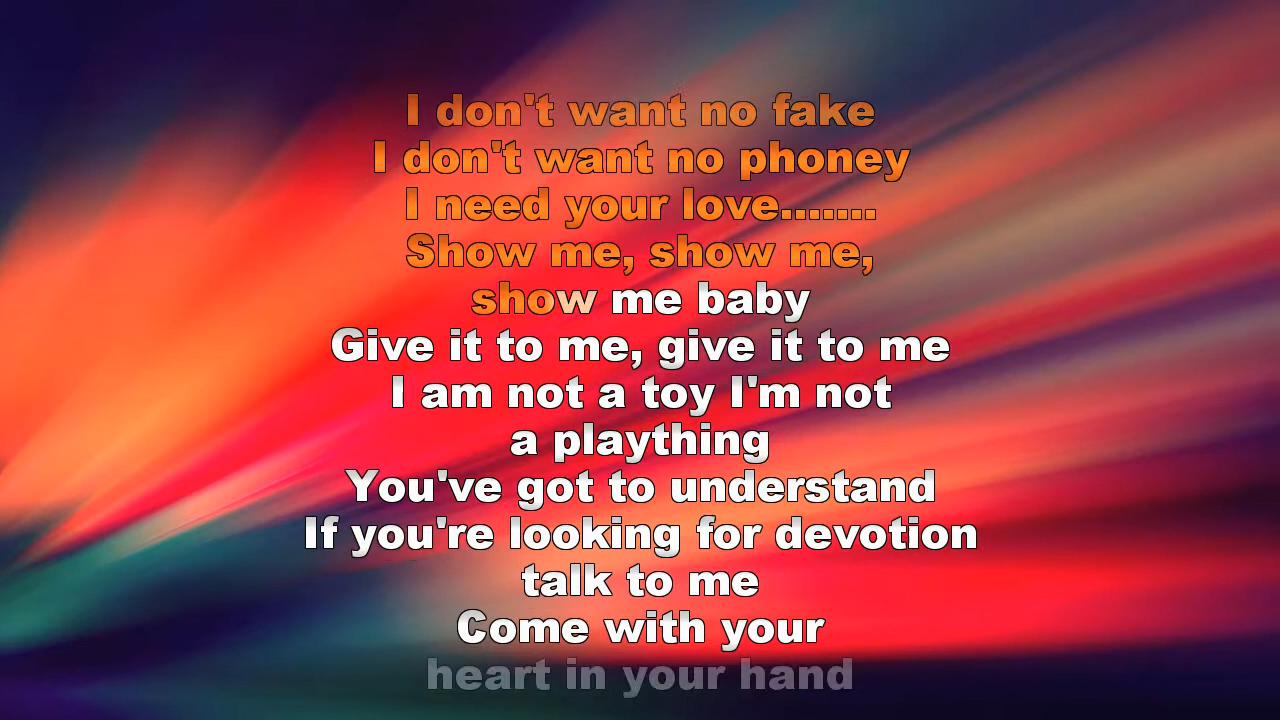 I don't want no fake
I don't want no phoney
I need your love.......
Show me, show me,
show me baby
Give it to me, give it to me
I am not a toy I'm not
a plaything
You've got to understand
If you're looking for devotion
talk to me
Come with your
heart in your hand